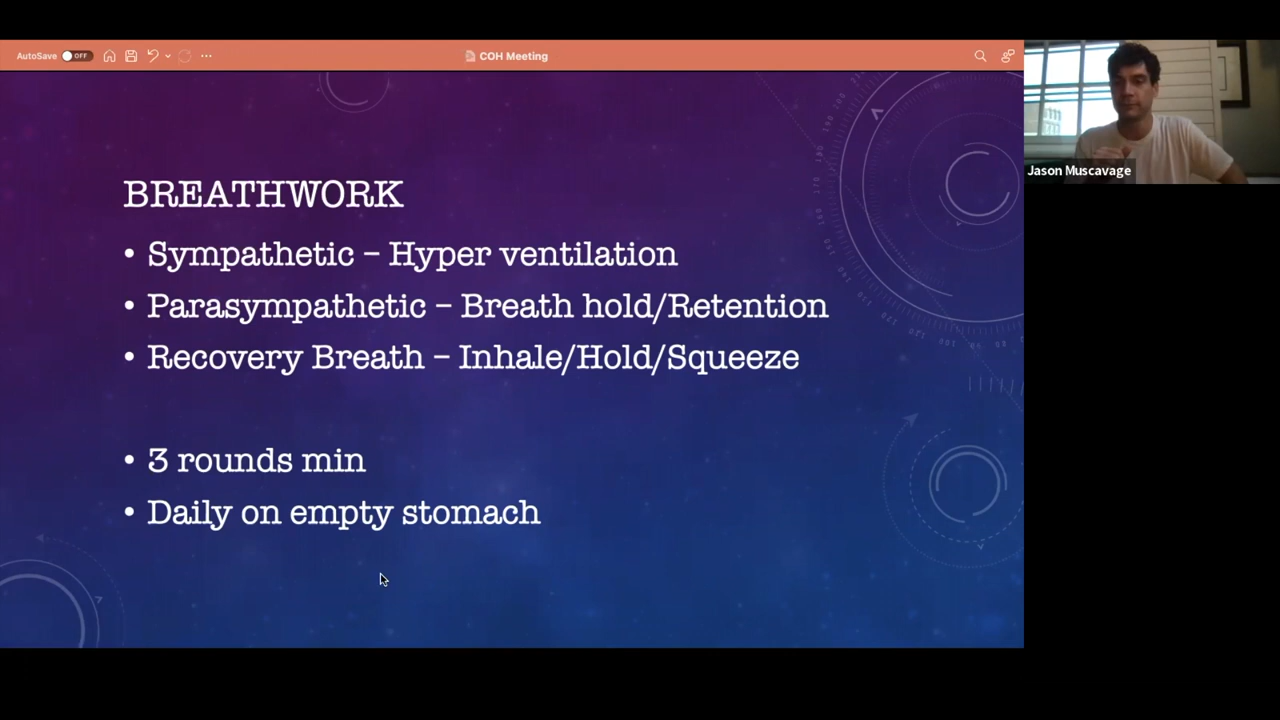 AutoSave OFF
COH Meeting
BREATHWORK
• Sympathetic – Hyper ventilation
• Parasympathetic – Breath hold/Retention
• Recovery Breath – Inhale/Hold/Squeeze
• 3 rounds min
• Daily on empty stomach
Jason Muscavage